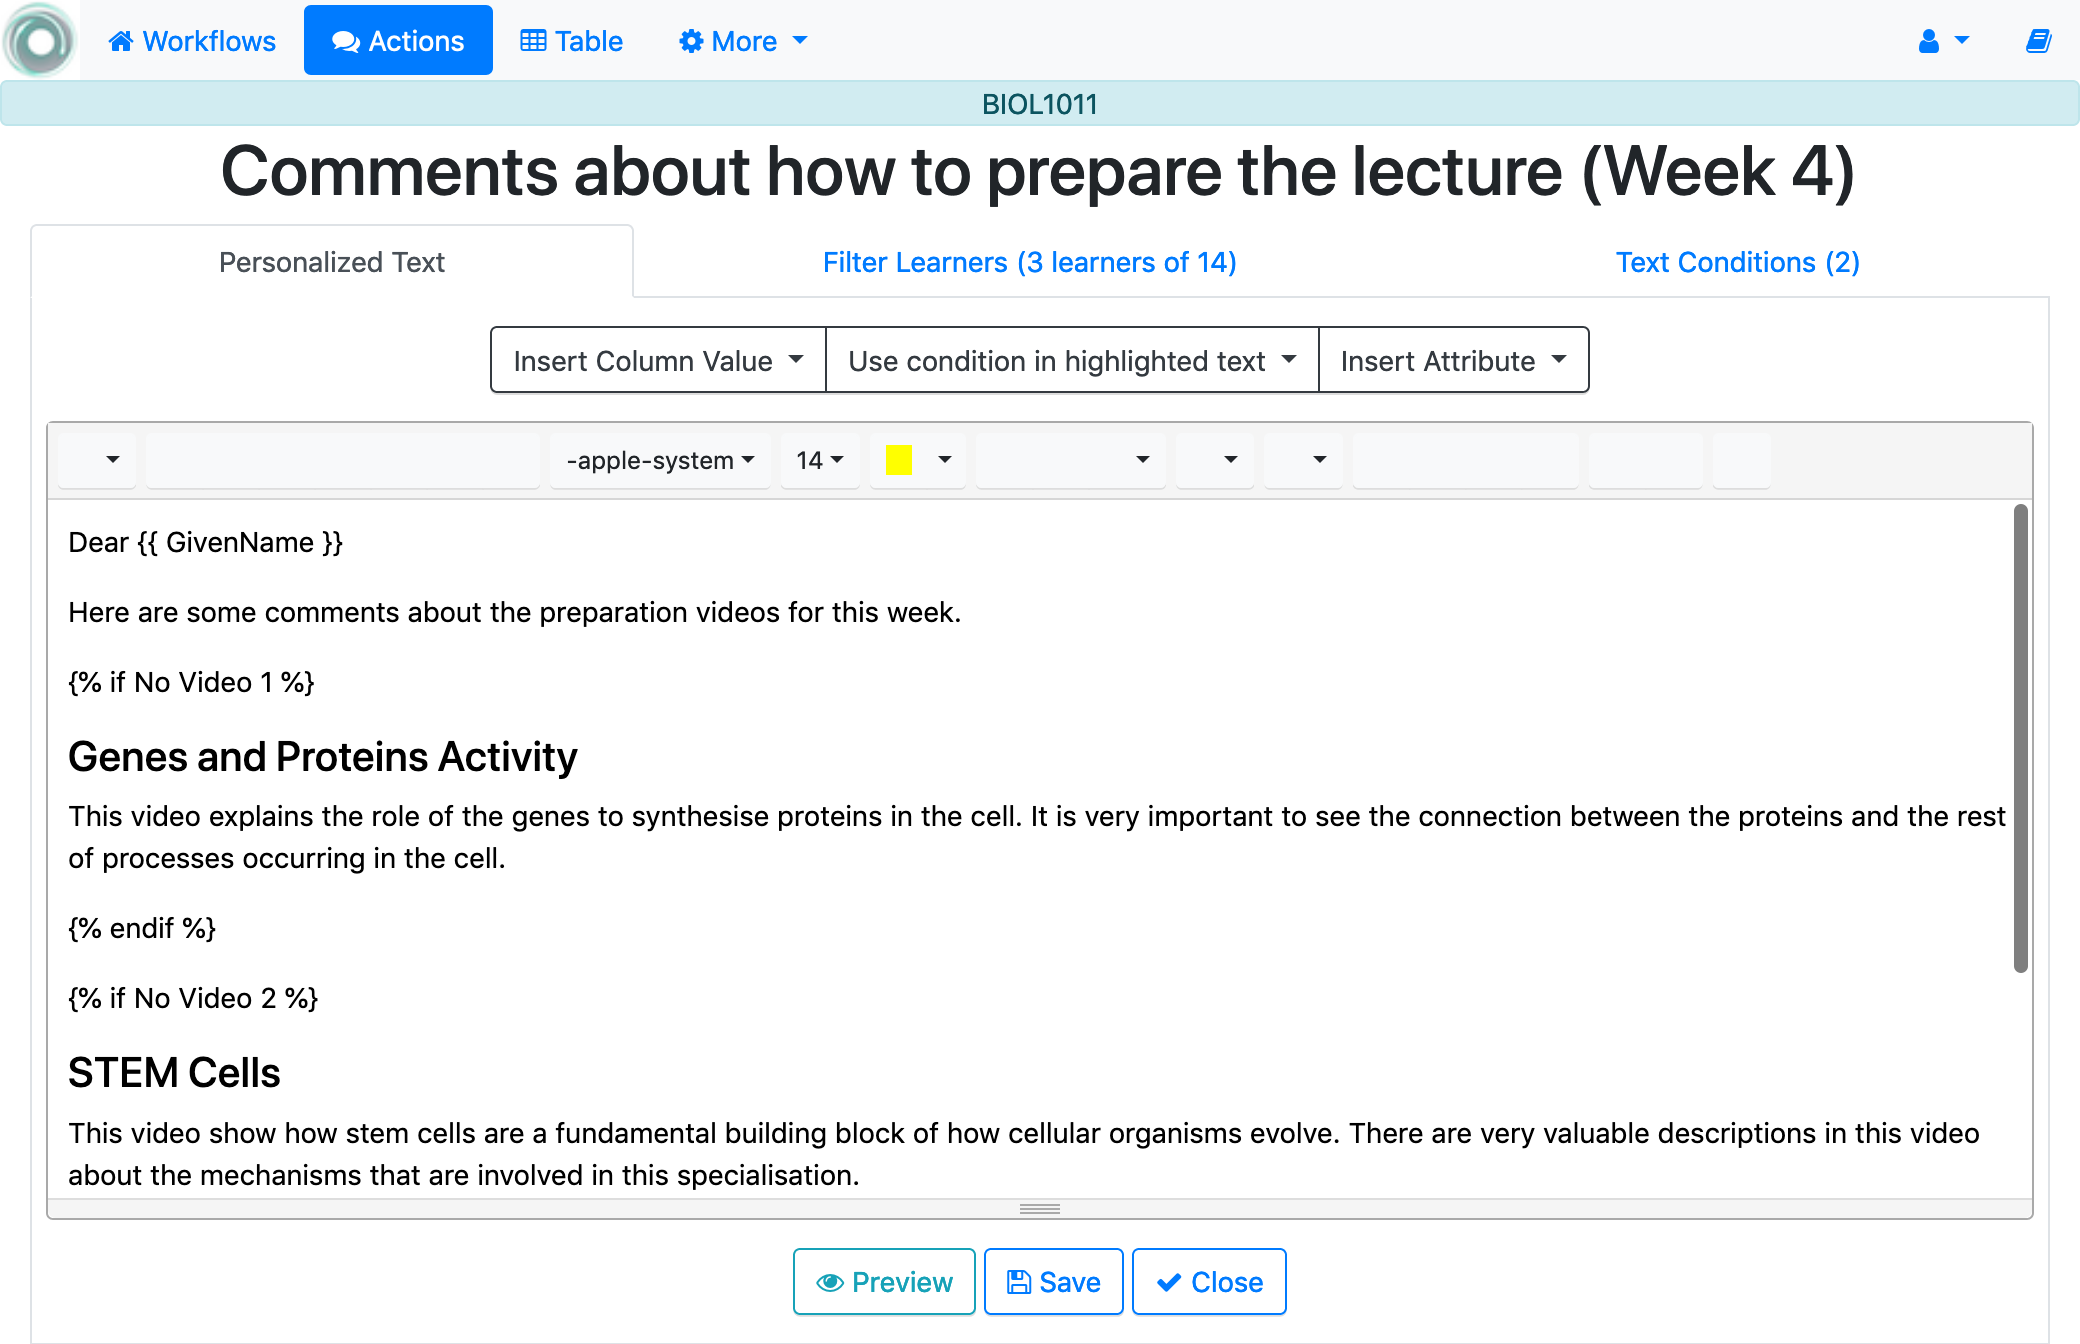 Workflows Actions Table More
BIOL1011
Comments about how to prepare the lecture (Week 4)
Personalized Text Filter Learners (3 learners of 14) Text Conditions (2)
Insert Column Value Use condition in highlighted text Insert Attribute
-apple-system 14
Dear {{ GivenName }}
Here are some comments about the preparation videos for this week.
{% if No Video 1 %}
Genes and Proteins Activity
This video explains the role of the genes to synthesise proteins in the cell. It is very important to see the connection between the proteins and the rest
of processes occurring in the cell.
{% endif %}
{% if No Video 2 %}
STEM Cells
This video show how stem cells are a fundamental building block of how cellular organisms evolve. There are very valuable descriptions in this video
about the mechanisms that are involved in this specialisation.
Preview Save Close